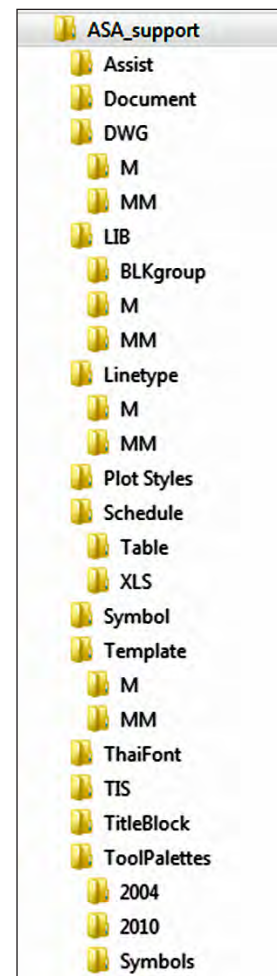 ASA_support
Assist
Document
DWG
M
MM
LIB
BLKgroup
M
MM
Linetype
M
MM
Plot Styles
Schedule
Table
XLS
Symbol
Template
M
MM
ThaiFont
TIS
TitleBlock
ToolPalettes
2004
2010
Symbols